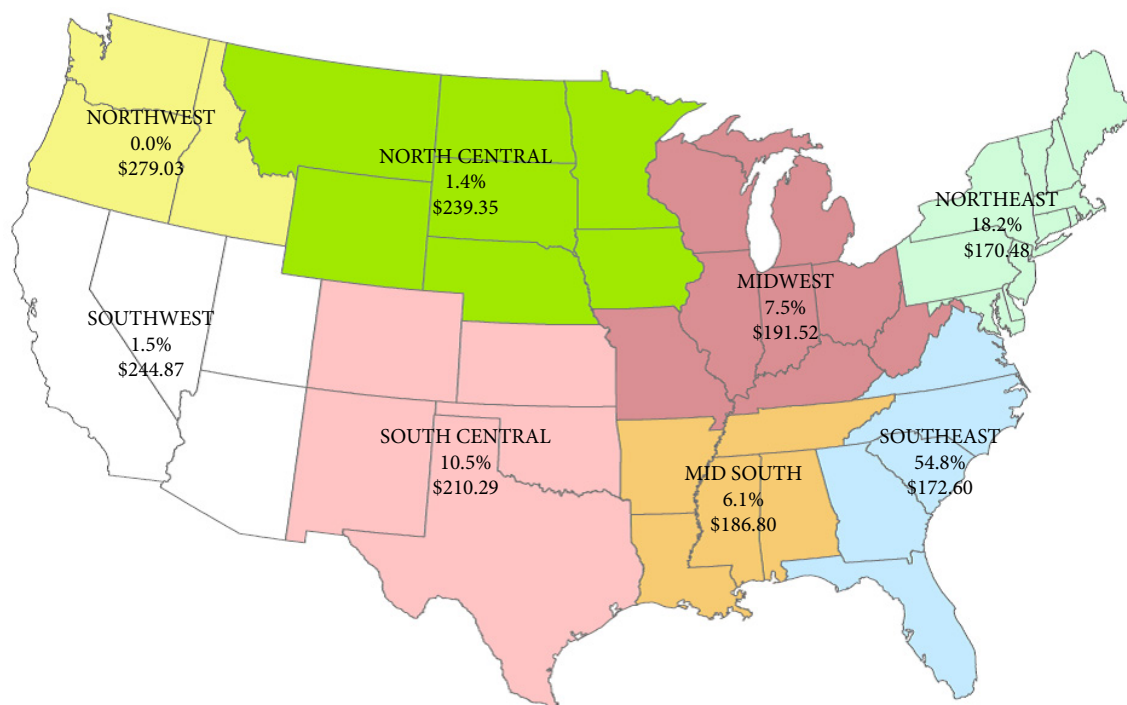 NORTHWEST
0.0%
$279.03
NORTH CENTRAL
1.4%
$239.35
NORTHEAST
18.2%
$170.48
SOUTHWEST
1.5%
$244.87
MIDWEST
7.5%
$191.52
SOUTH CENTRAL
10.5%
$210.29
MID SOUTH
6.1%
$186.80
SOUTHEAST
54.8%
$172.60